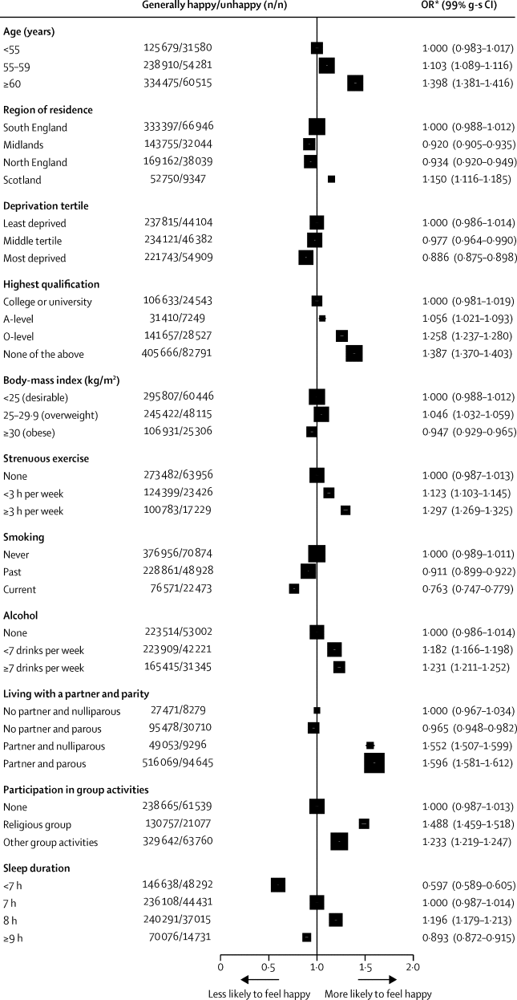 Generally happy/unhappy (n/n) OR* (99% g-s CI)
Age (years)
<55 125 679/31 580 1·000 (0·983–1·017)
55–59 238 910/54 281 1·103 (1·089–1·116)
≥60 334 475/60 515 1·398 (1·381–1·416)
Region of residence
South England 333 397/66 946 1·000 (0·988–1·012)
Midlands 143 755/32 044 0·920 (0·905–0·935)
North England 169 162/38 039 0·934 (0·920–0·949)
Scotland 52 750/9347 1·150 (1·116–1·185)
Deprivation tertile
Least deprived 237 815/44 104 1·000 (0·986–1·014)
Middle tertile 234 121/46 382 0·977 (0·964–0·990)
Most deprived 221 743/54 909 0·886 (0·875–0·898)
Highest qualification
College or university 106 633/24 543 1·000 (0·981–1·019)
A-level 31 410/7249 1·056 (1·021–1·093)
O-level 141 657/28 527 1·258 (1·237–1·280)
None of the above 405 666/82 791 1·387 (1·370–1·403)
Body-mass index (kg/m²)
<25 (desirable) 295 807/60 446 1·000 (0·988–1·012)
25–29·9 (overweight) 245 422/48 115 1·046 (1·032–1·059)
≥30 (obese) 106 931/25 306 0·947 (0·929–0·965)
Strenuous exercise
None 273 482/63 956 1·000 (0·987–1·013)
<3 h per week 124 399/23 426 1·123 (1·103–1·145)
≥3 h per week 100 783/17 229 1·297 (1·269–1·325)
Smoking
Never 376 956/70 874 1·000 (0·989–1·011)
Past 228 861/48 928 0·911 (0·899–0·922)
Current 76 571/22 473 0·763 (0·747–0·779)
Alcohol
None 223 514/53 002 1·000 (0·986–1·014)
<7 drinks per week 223 909/42 221 1·182 (1·166–1·198)
≥7 drinks per week 165 415/31 345 1·231 (1·211–1·252)
Living with a partner and parity
No partner and nulliparous 27 471/8279 1·000 (0·967–1·034)
No partner and parous 95 478/30 710 0·965 (0·948–0·982)
Partner and nulliparous 49 053/9296 1·552 (1·507–1·599)
Partner and parous 516 069/94 645 1·596 (1·581–1·612)
Participation in group activities
None 238 665/61 539 1·000 (0·987–1·013)
Religious group 130 757/21 077 1·488 (1·459–1·518)
Other group activities 329 642/63 760 1·233 (1·219–1·247)
Sleep duration
<7 h 146 638/48 292 0·597 (0·589–0·605)
7 h 236 108/44 431 1·000 (0·987–1·014)
8 h 240 291/37 015 1·196 (1·179–1·213)
≥9 h 70 076/14 731 0·893 (0·872–0·915)
0 0·5 1·0 1·5 2·0
Less likely to feel happy More likely to feel happy